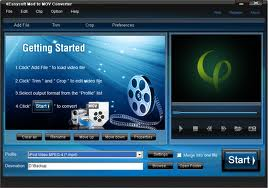 4Easysoft Mod to MOV Converter
File Edit Clip Option Help
Add File Trim Crop Preferences
Getting Started
1.Click" Add File " to load video file
2.Click" Trim " and " Crop " to edit video file
3.Select output format from the "Profile" list
4.Click Start to convert
MOV
Clear all Rename Move up Move down Properties
Profile: iPod Video MPEG-4 (*.mp4) Settings Merge into one file
Destination: D:\Backup Browse Open Folder
Start